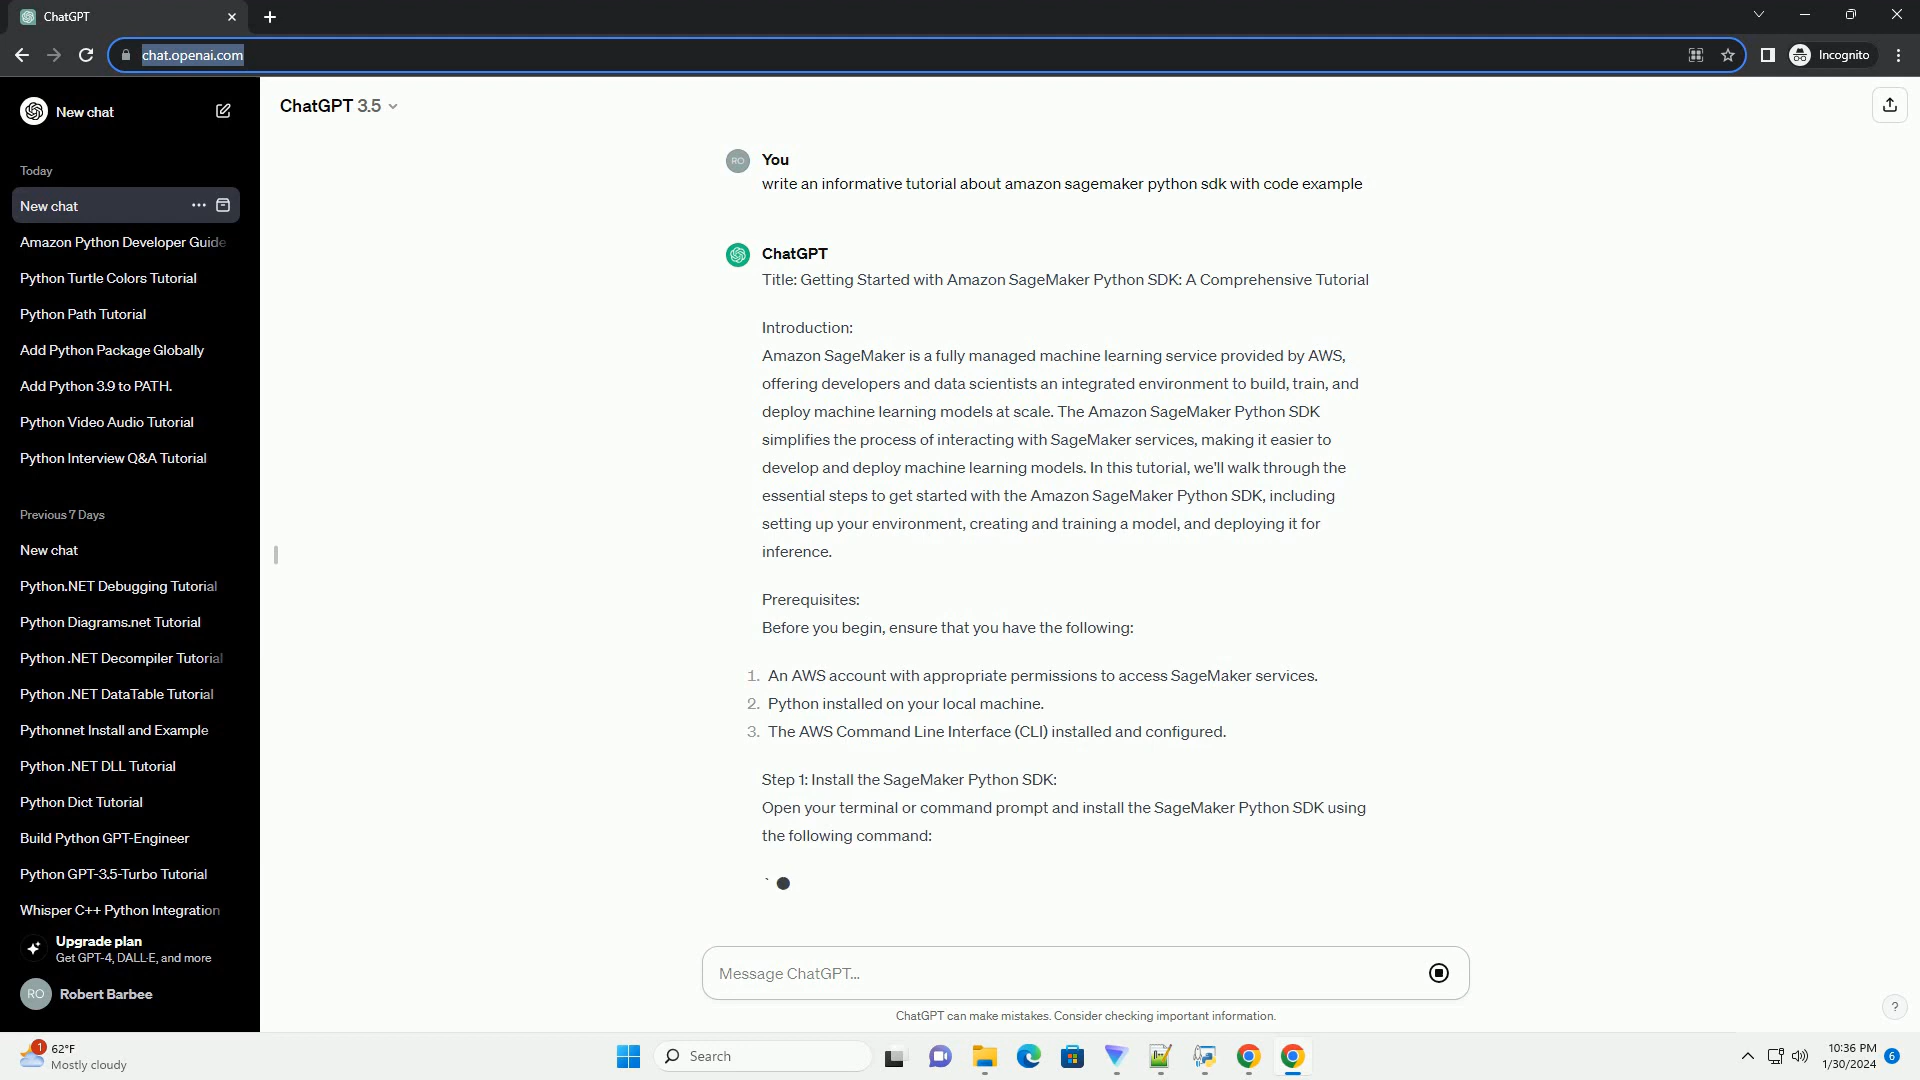 ChatGPT
chat.openai.com
Incognito
New chat
Today
New chat
Amazon Python Developer Guide
Python Turtle Colors Tutorial
Python Path Tutorial
Add Python Package Globally
Add Python 3.9 to PATH.
Python Video Audio Tutorial
Python Interview Q&A Tutorial
Previous 7 Days
New chat
Python.NET Debugging Tutorial
Python Diagrams.net Tutorial
Python .NET Decompiler Tutorial
Python .NET DataTable Tutorial
Pythonnet Install and Example
Python .NET DLL Tutorial
Python Dict Tutorial
Build Python GPT-Engineer
Python GPT-3.5-Turbo Tutorial
Whisper C++ Python Integration
Upgrade plan
Get GPT-4, DALL·E, and more
RO Robert Barbee
ChatGPT 3.5
RO You
write an informative tutorial about amazon sagemaker python sdk with code example
ChatGPT
Title: Getting Started with Amazon SageMaker Python SDK: A Comprehensive Tutorial
Introduction:
Amazon SageMaker is a fully managed machine learning service provided by AWS,
offering developers and data scientists an integrated environment to build, train, and
deploy machine learning models at scale. The Amazon SageMaker Python SDK
simplifies the process of interacting with SageMaker services, making it easier to
develop and deploy machine learning models. In this tutorial, we'll walk through the
essential steps to get started with the Amazon SageMaker Python SDK, including
setting up your environment, creating and training a model, and deploying it for
inference.
Prerequisites:
Before you begin, ensure that you have the following:
1. An AWS account with appropriate permissions to access SageMaker services.
2. Python installed on your local machine.
3. The AWS Command Line Interface (CLI) installed and configured.
Step 1: Install the SageMaker Python SDK:
Open your terminal or command prompt and install the SageMaker Python SDK using
the following command:
`
Message ChatGPT...
ChatGPT can make mistakes. Consider checking important information.
?
1
62°F
Mostly cloudy
Search
10:36 PM
1/30/2024
6